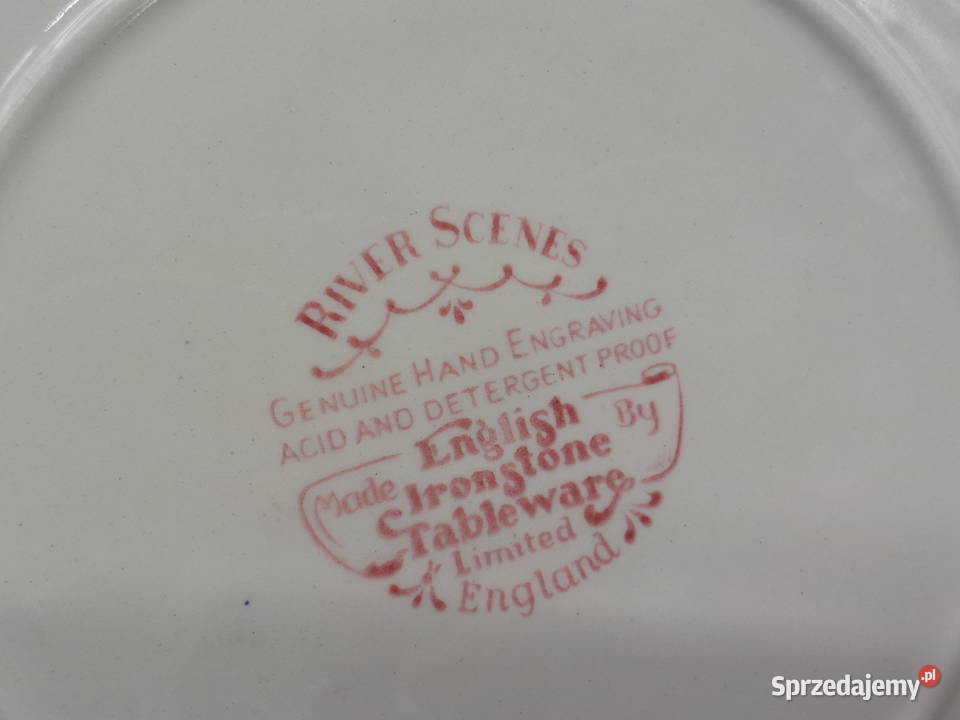 RIVER SCENES
GENUINE HAND ENGRAVING
ACID AND DETERGENT PROOF
Made English By
Ironstone
Tableware
Limited
England
Sprzedajemy.pl